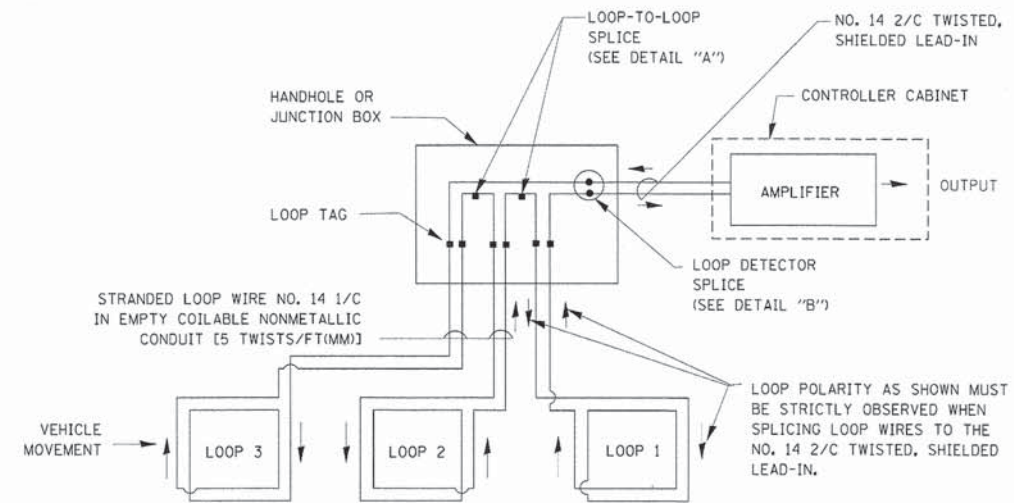 LOOP-TO-LOOP
SPLICE
(SEE DETAIL "A")
NO. 14 2/C TWISTED,
SHIELDED LEAD-IN
HANDHOLE OR
JUNCTION BOX
CONTROLLER CABINET
AMPLIFIER
OUTPUT
LOOP TAG
LOOP DETECTOR
SPLICE
(SEE DETAIL "B")
STRANDED LOOP WIRE NO. 14 1/C
IN EMPTY COILABLE NONMETALLIC
CONDUIT [5 TWISTS/FT(MM)]
LOOP POLARITY AS SHOWN MUST
BE STRICTLY OBSERVED WHEN
SPLICING LOOP WIRES TO THE
NO. 14 2/C TWISTED, SHIELDED
LEAD-IN.
VEHICLE
MOVEMENT
LOOP 3
LOOP 2
LOOP 1